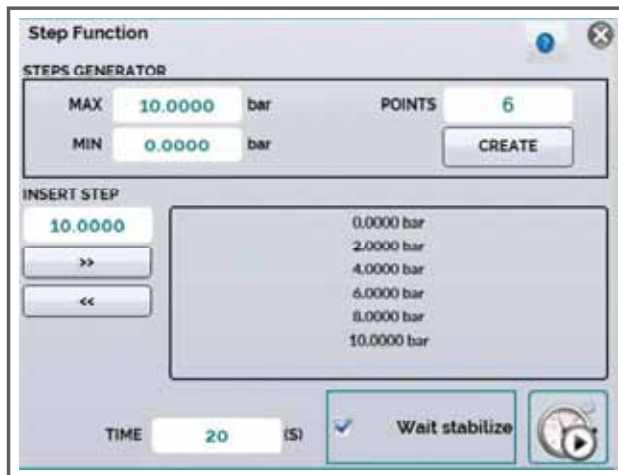 Step Function
STEPS GENERATOR
MAX 10.0000 bar POINTS 6
MIN 0.0000 bar CREATE
INSERT STEP
10.0000
>>
<<
0.0000 bar
2.0000 bar
4.0000 bar
6.0000 bar
8.0000 bar
10.0000 bar
TIME 20 (S) Wait stabilize